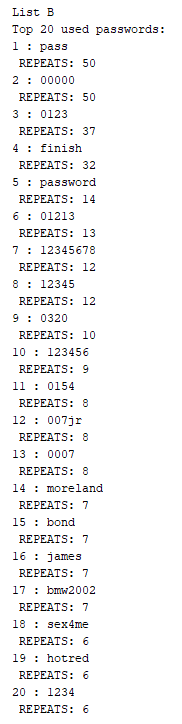 List B
Top 20 used passwords:
1 : pass
REPEATS: 50
2 : 00000
REPEATS: 50
3 : 0123
REPEATS: 37
4 : finish
REPEATS: 32
5 : password
REPEATS: 14
6 : 01213
REPEATS: 13
7 : 12345678
REPEATS: 12
8 : 12345
REPEATS: 12
9 : 0320
REPEATS: 10
10 : 123456
REPEATS: 9
11 : 0154
REPEATS: 8
12 : 007jr
REPEATS: 8
13 : 0007
REPEATS: 8
14 : moreland
REPEATS: 7
15 : bond
REPEATS: 7
16 : james
REPEATS: 7
17 : bmw2002
REPEATS: 7
18 : sex4me
REPEATS: 6
19 : hotred
REPEATS: 6
20 : 1234
REPEATS: 6